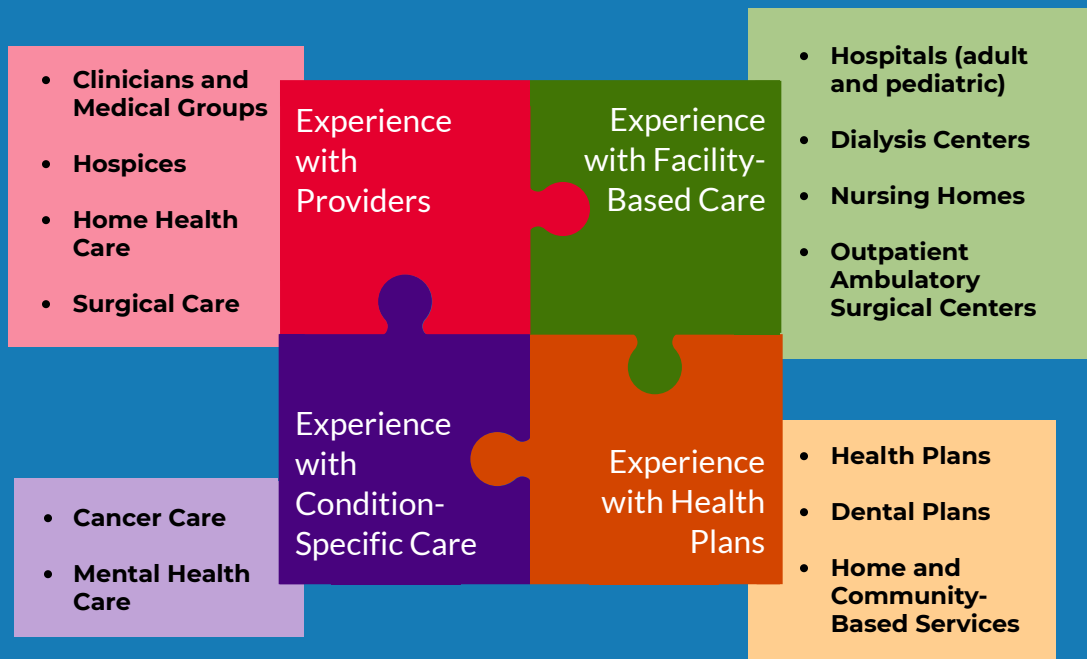 • Clinicians and
Medical Groups
• Hospices
• Home Health
Care
• Surgical Care
Experience
with
Providers
Experience
with Facility-
Based Care
• Hospitals (adult
and pediatric)
• Dialysis Centers
• Nursing Homes
• Outpatient
Ambulatory
Surgical Centers
• Cancer Care
• Mental Health
Care
Experience
with
Condition-
Specific Care
Experience
with Health
Plans
• Health Plans
• Dental Plans
• Home and
Community-
Based Services